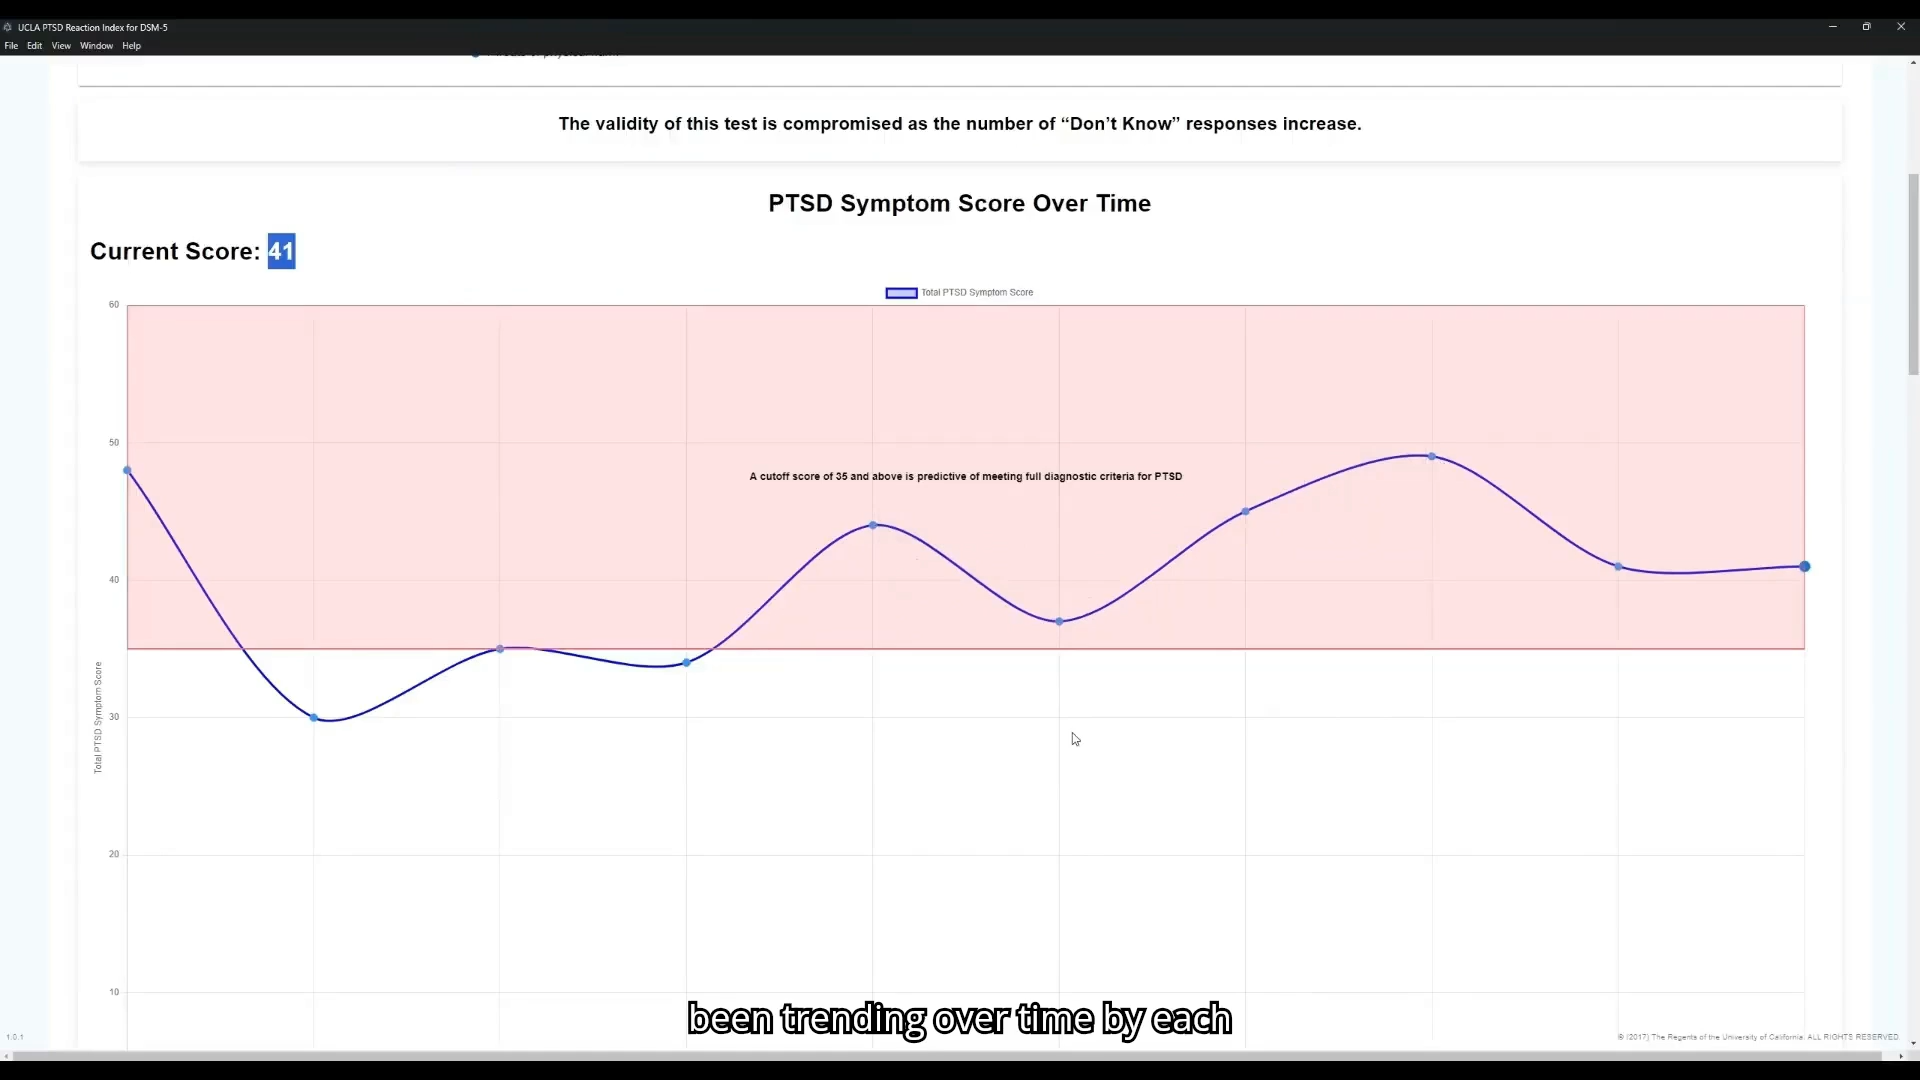 UCLA PTSD Reaction Index for DSM-5
File Edit View Window Help
The validity of this test is compromised as the number of “Don’t Know” responses increase.
PTSD Symptom Score Over Time
Current Score: 41
Total PTSD Symptom Score
60
50
A cutoff score of 35 and above is predictive of meeting full diagnostic criteria for PTSD
40
30
Total PTSD Symptom Score
20
10
been trending over time by each
1.0.1
© (2017) The Regents of the University of California. ALL RIGHTS RESERVED.